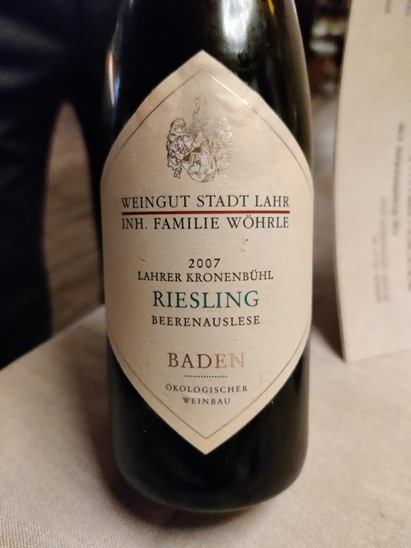 WEINGUT STADT LAHR
INH. FAMILIE WÖHRLE
2007
LAHRER KRONENBÜHL
RIESLING
BEERENAUSLESE
BADEN
ÖKOLOGISCHER
WEINBAU